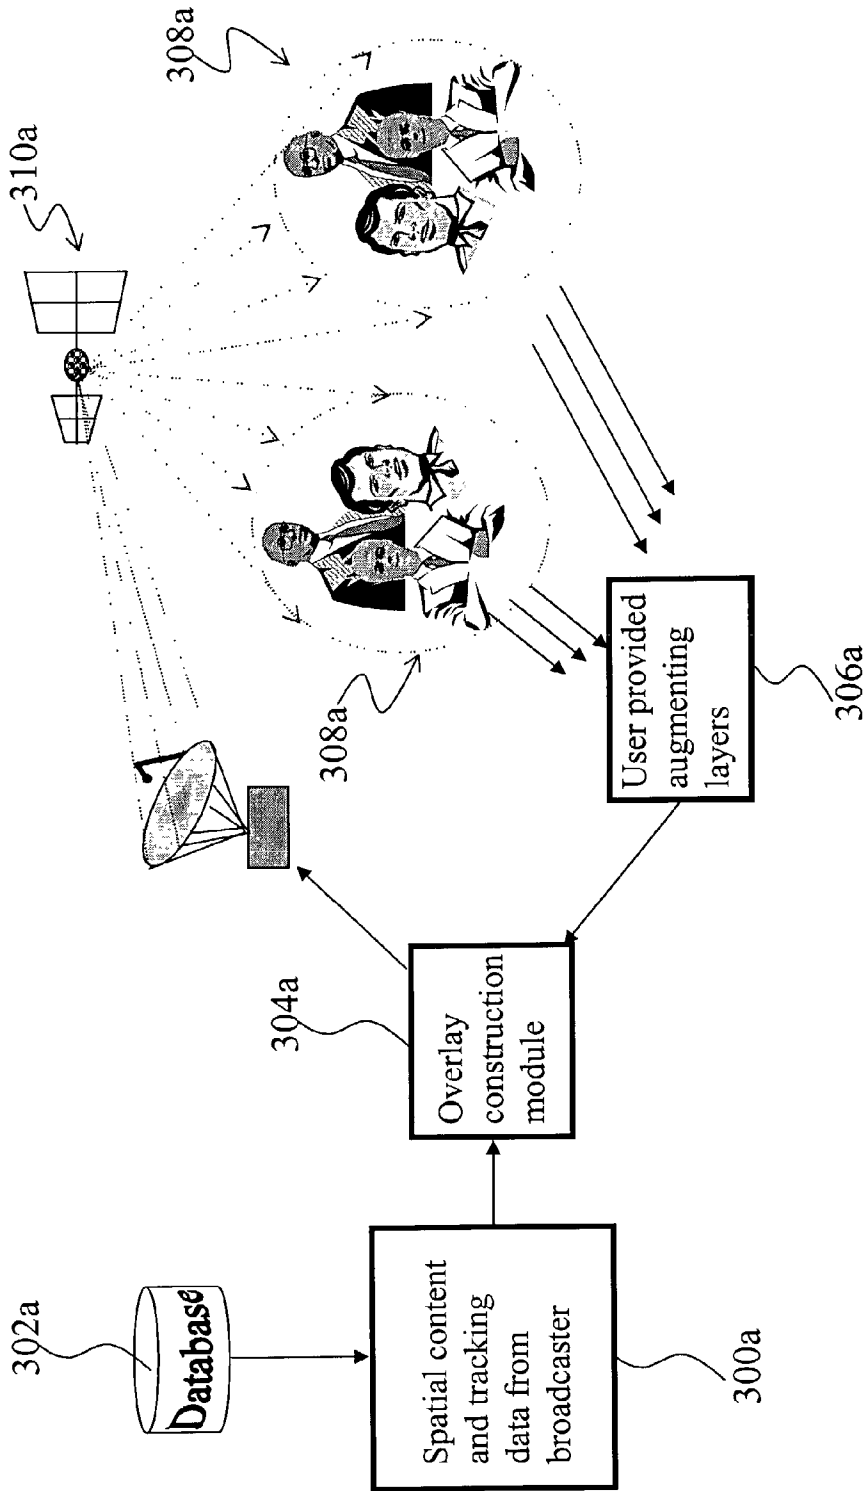 310a
308a
308a
302a
Database
304a
Overlay
construction
module
Spatial content
and tracking
data from
broadcaster
300a
User provided
augmenting
layers
306a